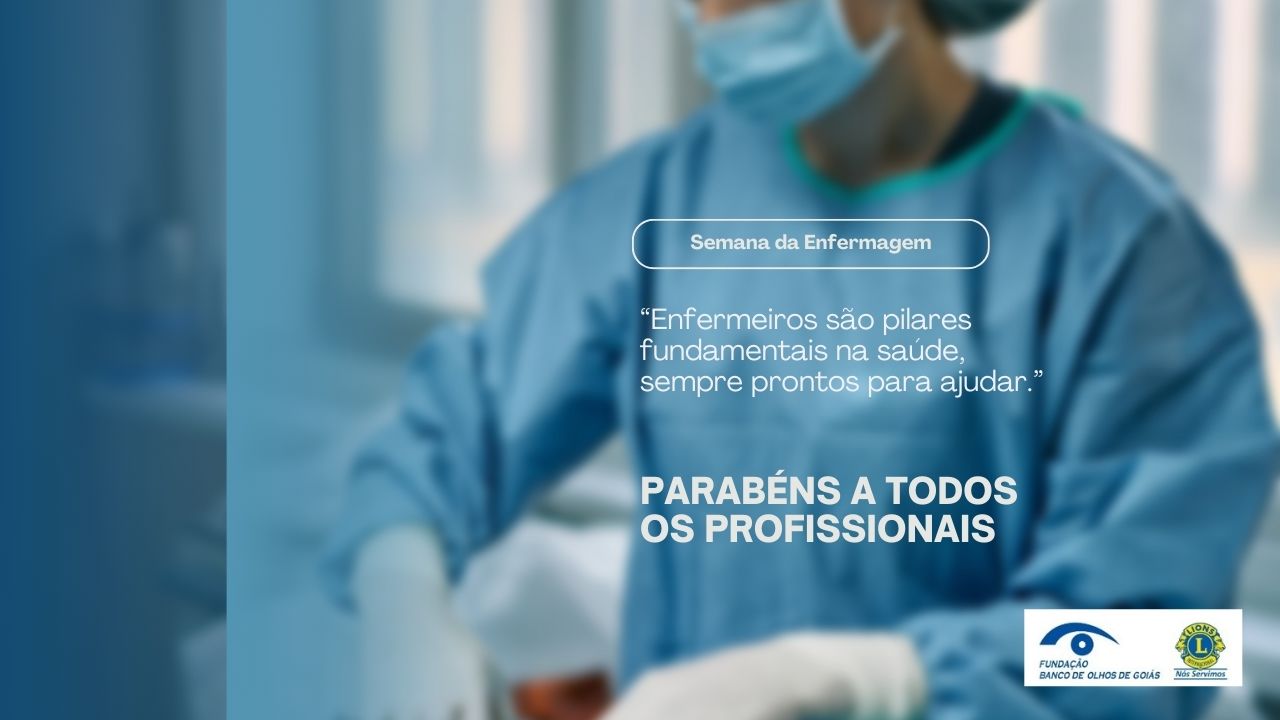 Semana da Enfermagem
“Enfermeiros são pilares
fundamentais na saúde,
sempre prontos para ajudar.”
PARABÉNS A TODOS
OS PROFISSIONAIS
FUNDAÇÃO
BANCO DE OLHOS DE GOIÁS
LIONS
L
INTERNATIONAL
Nós Servimos